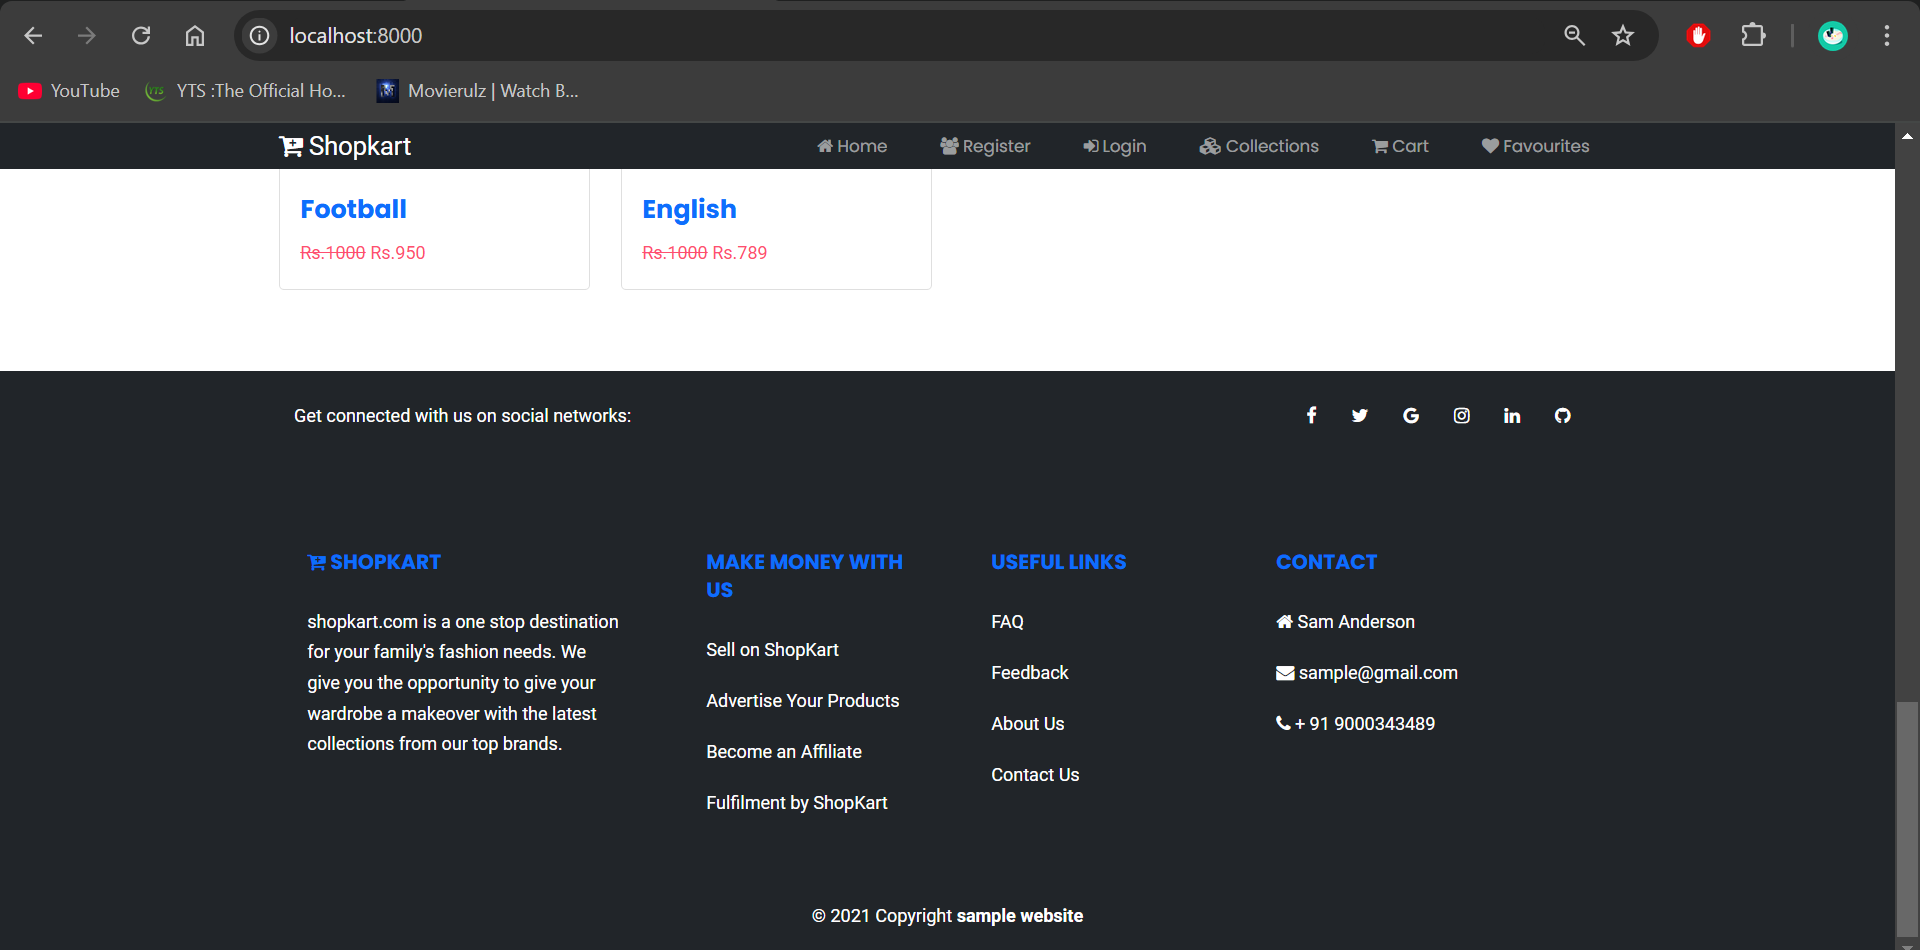 localhost:8000
YouTube YTS :The Official Ho... Movierulz | Watch B...
Shopkart Home Register Login Collections Cart Favourites
Football
Rs.1000 Rs.950
English
Rs.1000 Rs.789
Get connected with us on social networks:
SHOPKART
shopkart.com is a one stop destination
for your family's fashion needs. We
give you the opportunity to give your
wardrobe a makeover with the latest
collections from our top brands.
MAKE MONEY WITH
US
Sell on ShopKart
Advertise Your Products
Become an Affiliate
Fulfilment by ShopKart
USEFUL LINKS
FAQ
Feedback
About Us
Contact Us
CONTACT
Sam Anderson
sample@gmail.com
+ 91 9000343489
© 2021 Copyright sample website